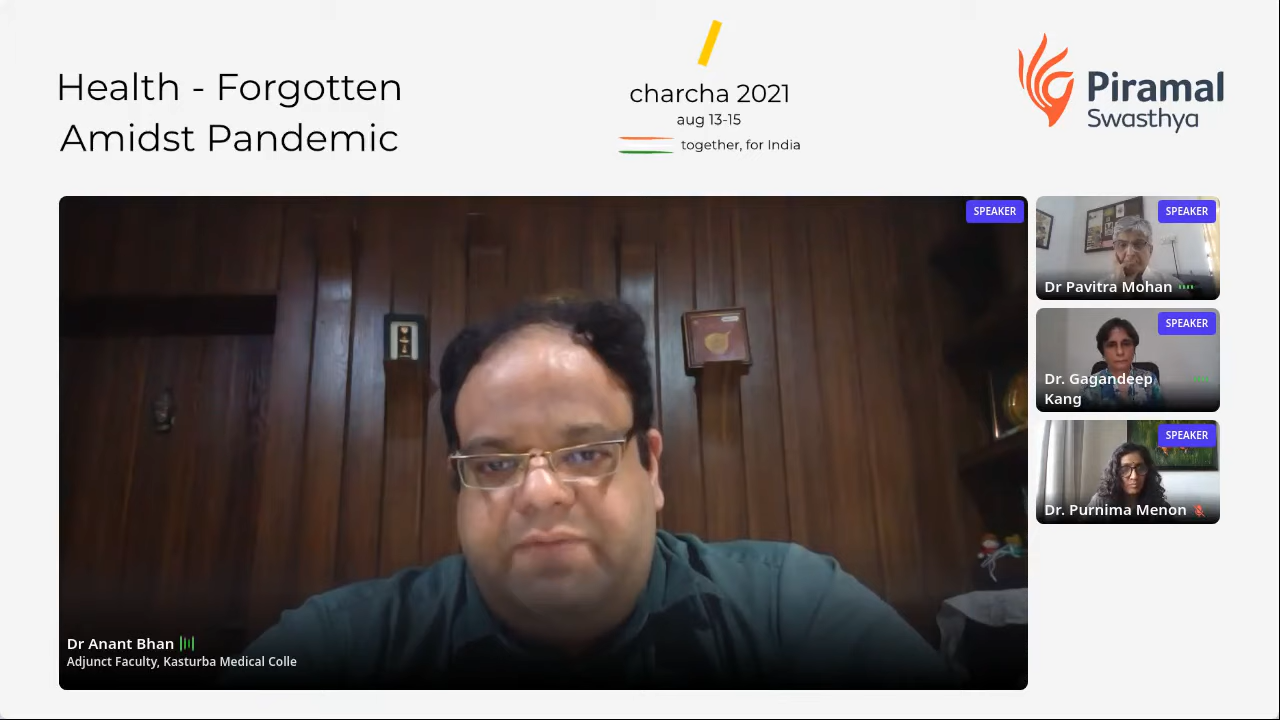 Health - Forgotten
Amidst Pandemic
charcha 2021
aug 13-15
together, for India
Piramal
Swasthya
SPEAKER
Dr Anant Bhan
Adjunct Faculty, Kasturba Medical Colle
SPEAKER
Dr Pavitra Mohan
SPEAKER
Dr. Gagandeep
Kang
SPEAKER
Dr. Purnima Menon